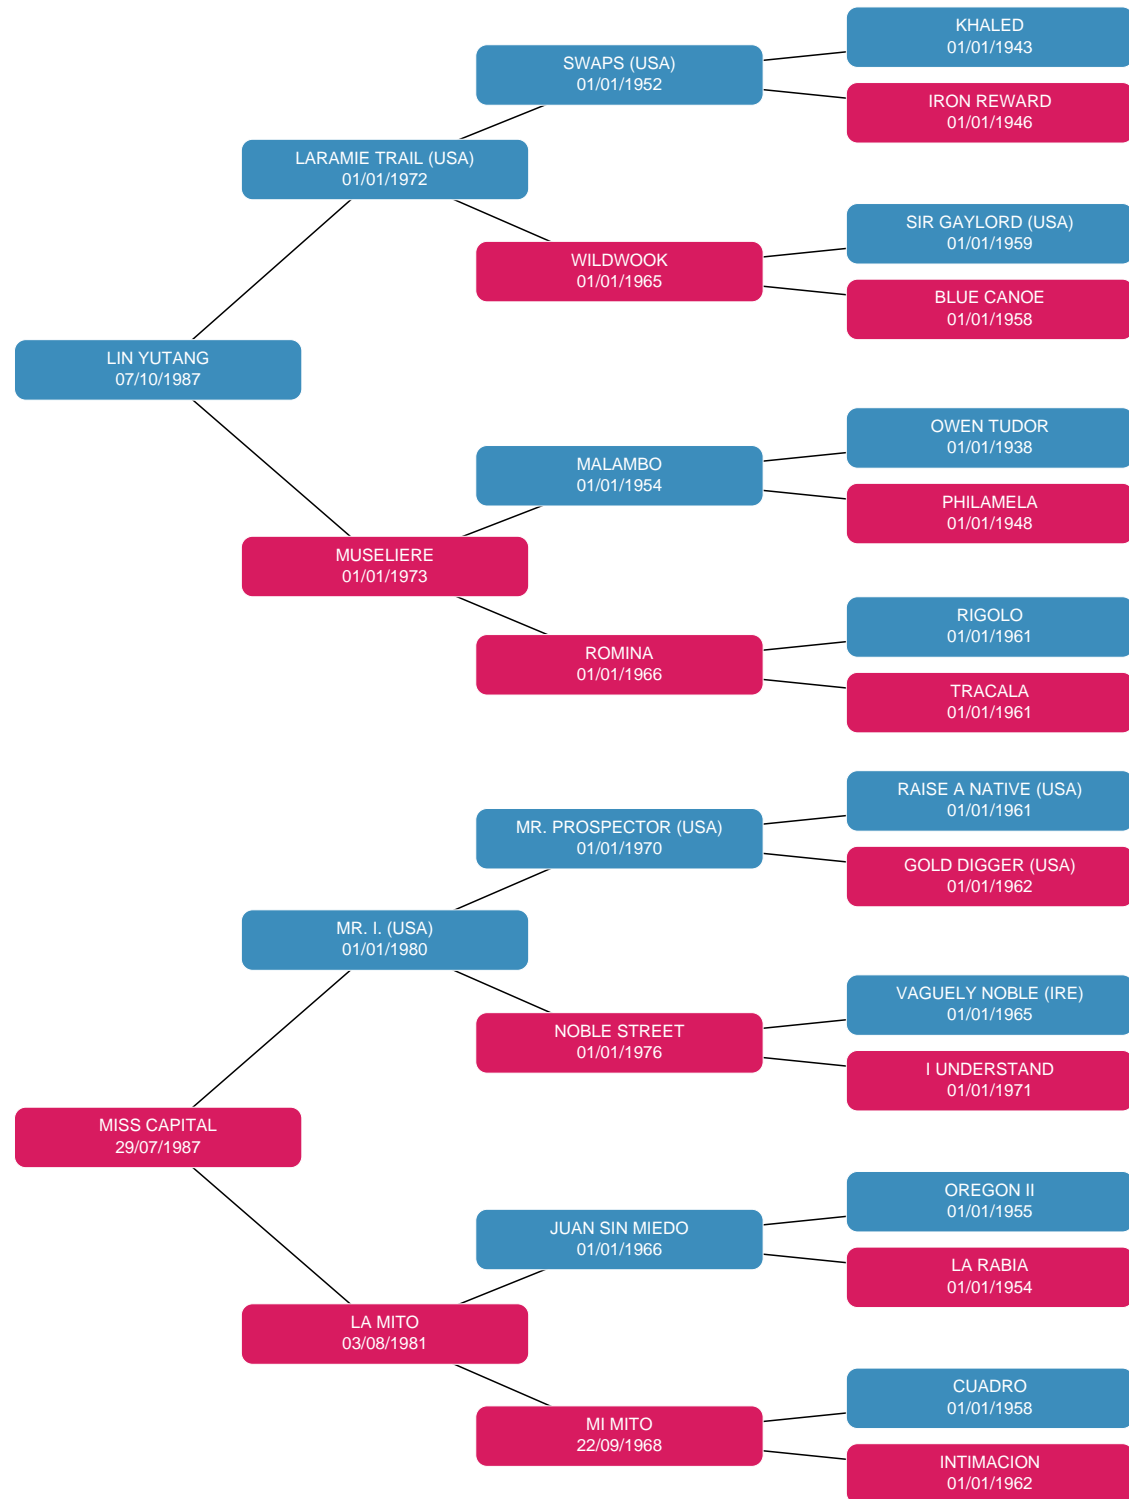 KHALED
01/01/1943
SWAPS (USA)
01/01/1952
IRON REWARD
01/01/1946
LARAMIE TRAIL (USA)
01/01/1972
SIR GAYLORD (USA)
01/01/1959
WILDWOOK
01/01/1965
BLUE CANOE
01/01/1958
LIN YUTANG
07/10/1987
OWEN TUDOR
01/01/1938
MALAMBO
01/01/1954
PHILAMELA
01/01/1948
MUSELIERE
01/01/1973
RIGOLO
01/01/1961
ROMINA
01/01/1966
TRACALA
01/01/1961
RAISE A NATIVE (USA)
01/01/1961
MR. PROSPECTOR (USA)
01/01/1970
GOLD DIGGER (USA)
01/01/1962
MR. I. (USA)
01/01/1980
VAGUELY NOBLE (IRE)
01/01/1965
NOBLE STREET
01/01/1976
I UNDERSTAND
01/01/1971
MISS CAPITAL
29/07/1987
OREGON II
01/01/1955
JUAN SIN MIEDO
01/01/1966
LA RABIA
01/01/1954
LA MITO
03/08/1981
CUADRO
01/01/1958
MI MITO
22/09/1968
INTIMACION
01/01/1962